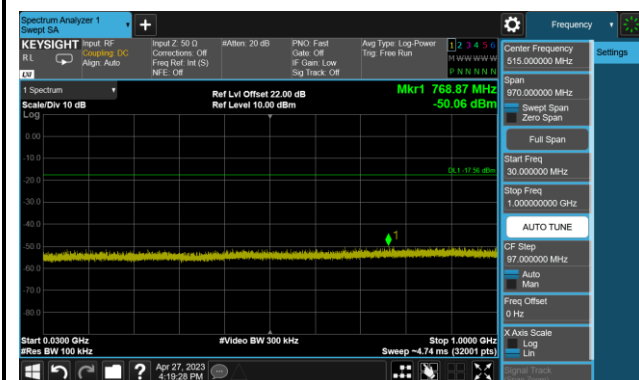 Spectrum Analyzer 1
Swept SA
Frequency
KEYSIGHT
RL
Input: RF
Coupling: DC
Align: Auto
Input Z: 50 Ω
Corrections: Off
Freq Ref: Int (S)
NFE: Off
#Atten: 20 dB
PNO: Fast
Gate: Off
IF Gain: Low
Sig Track: Off
Avg Type: Log-Power
Trig: Free Run
1 2 3 4 5 6
M W W W W W
P N N N N N
LXI
Center Frequency
515.000000 MHz
Settings
Span
970.000000 MHz
Swept Span
Zero Span
Full Span
Start Freq
30.000000 MHz
Stop Freq
1.000000000 GHz
AUTO TUNE
CF Step
97.000000 MHz
Auto
Man
Freq Offset
0 Hz
X Axis Scale
Log
Lin
Signal Track
1 Spectrum
Scale/Div 10 dB
Log
Ref Lvl Offset 22.00 dB
Ref Level 10.00 dBm
Mkr1 768.87 MHz
-50.06 dBm
0.00
-10.0
DL1 -17.56 dBm
-20.0
-30.0
-40.0
1
-50.0
-60.0
-70.0
-80.0
Start 0.0300 GHz
#Res BW 100 kHz
#Video BW 300 kHz
Stop 1.0000 GHz
Sweep ~4.74 ms (32001 pts)
Apr 27, 2023
4:19:28 PM